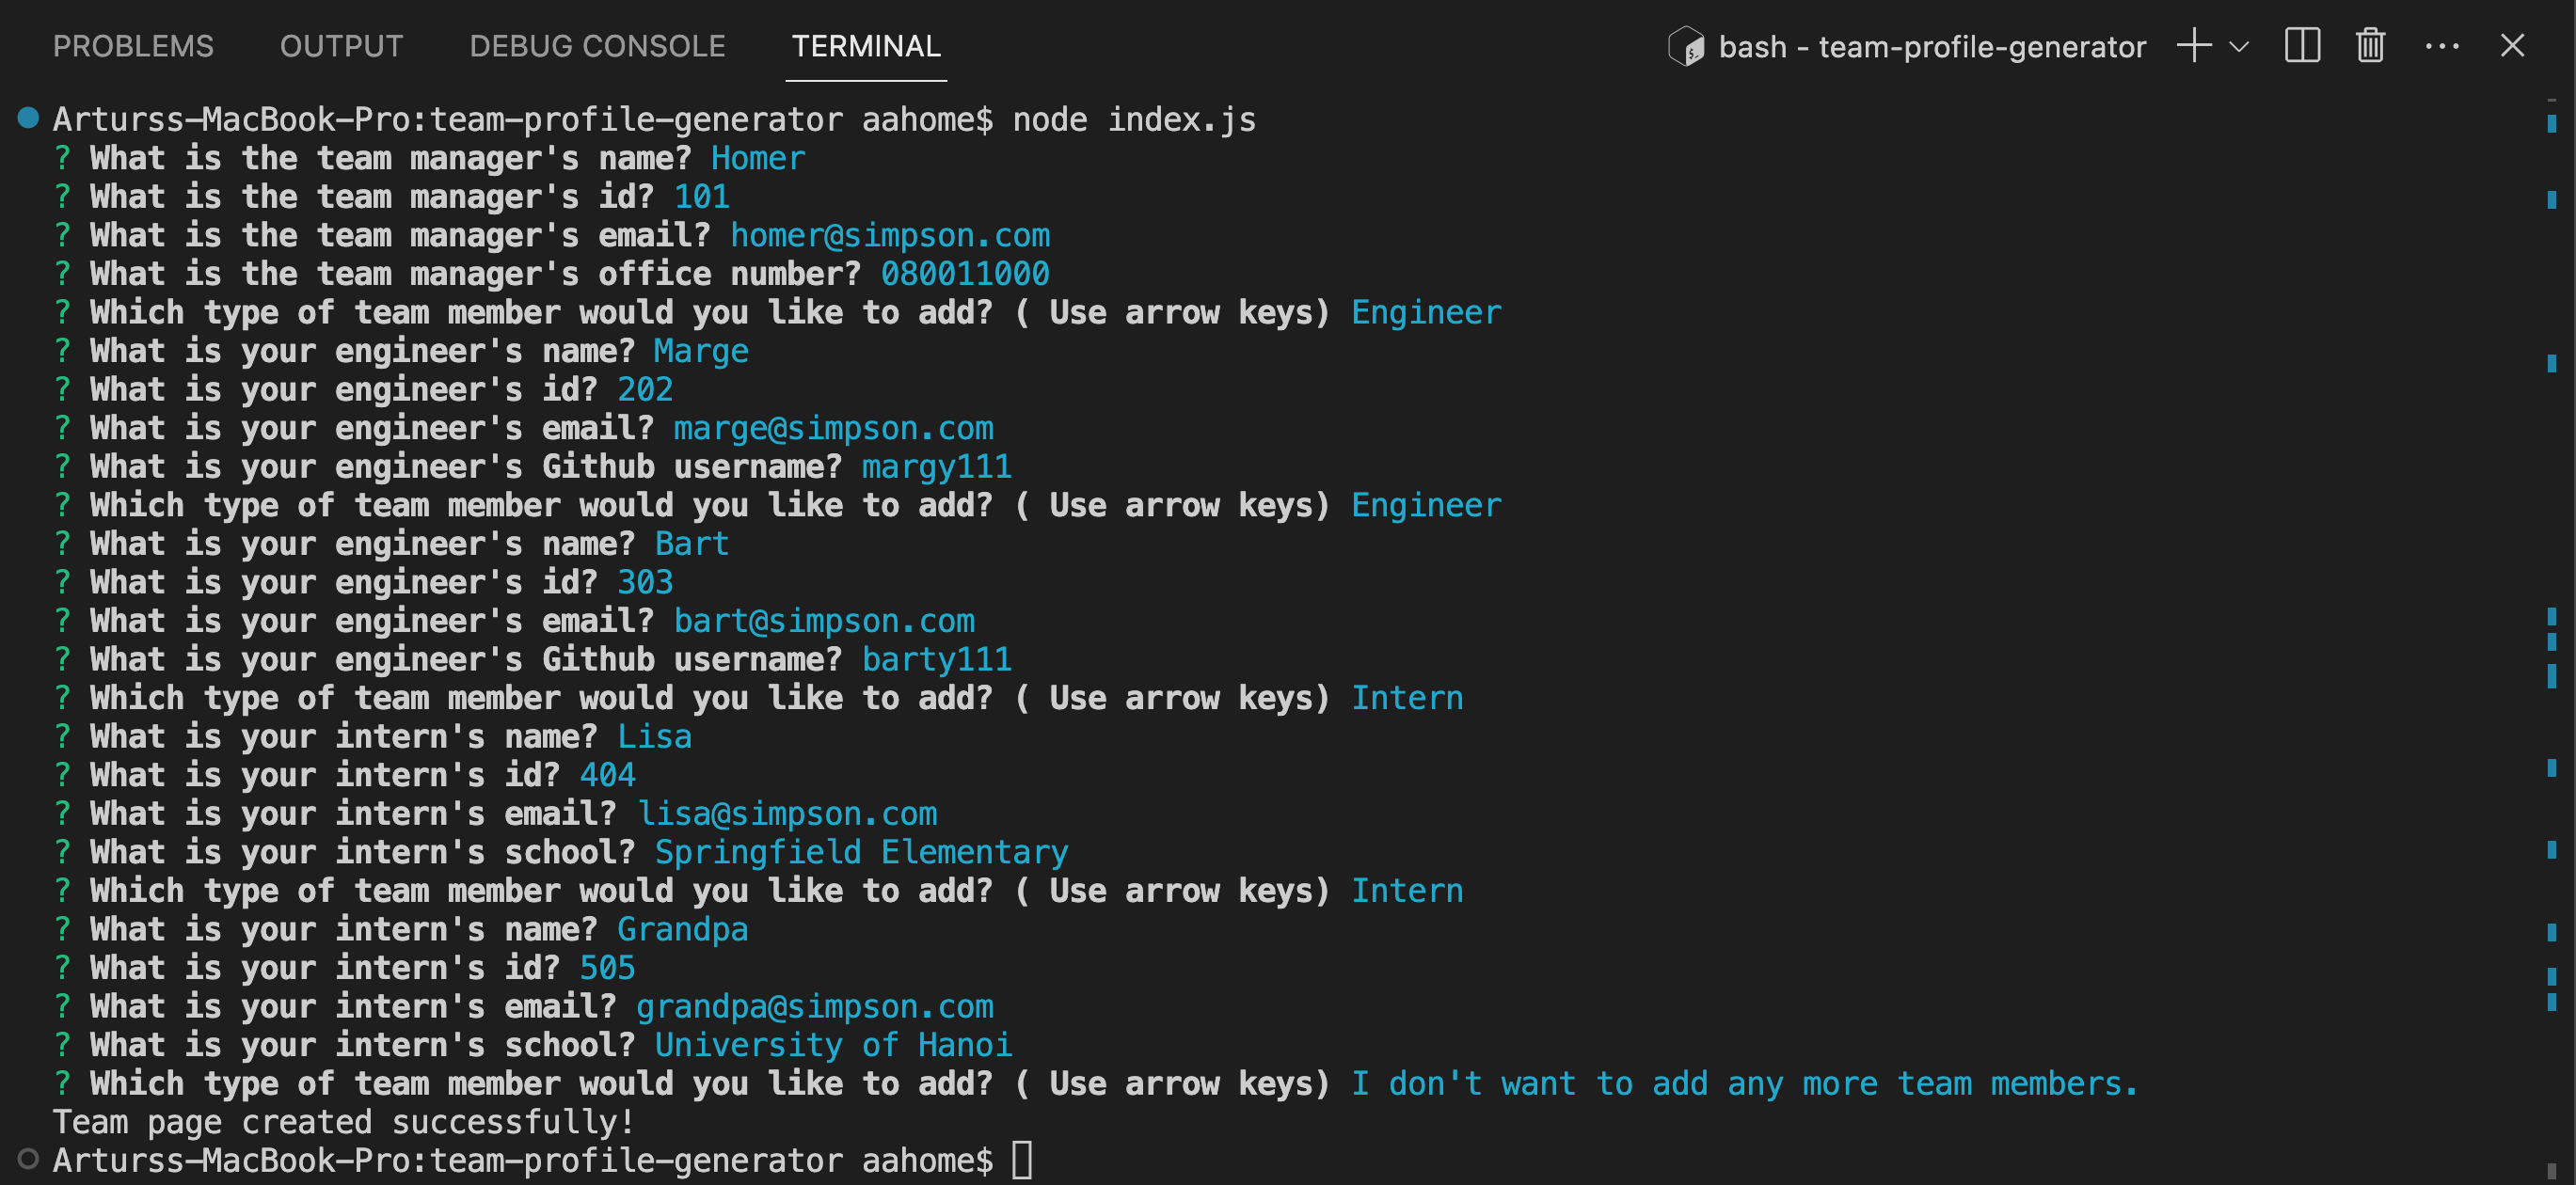 PROBLEMS OUTPUT DEBUG CONSOLE TERMINAL bash - team-profile-generator
Arturss-MacBook-Pro:team-profile-generator aahome$ node index.js
? What is the team manager's name? Homer
? What is the team manager's id? 101
? What is the team manager's email? homer@simpson.com
? What is the team manager's office number? 080011000
? Which type of team member would you like to add? ( Use arrow keys) Engineer
? What is your engineer's name? Marge
? What is your engineer's id? 202
? What is your engineer's email? marge@simpson.com
? What is your engineer's Github username? margy111
? Which type of team member would you like to add? ( Use arrow keys) Engineer
? What is your engineer's name? Bart
? What is your engineer's id? 303
? What is your engineer's email? bart@simpson.com
? What is your engineer's Github username? barty111
? Which type of team member would you like to add? ( Use arrow keys) Intern
? What is your intern's name? Lisa
? What is your intern's id? 404
? What is your intern's email? lisa@simpson.com
? What is your intern's school? Springfield Elementary
? Which type of team member would you like to add? ( Use arrow keys) Intern
? What is your intern's name? Grandpa
? What is your intern's id? 505
? What is your intern's email? grandpa@simpson.com
? What is your intern's school? University of Hanoi
? Which type of team member would you like to add? ( Use arrow keys) I don't want to add any more team members.
Team page created successfully!
Arturss-MacBook-Pro:team-profile-generator aahome$